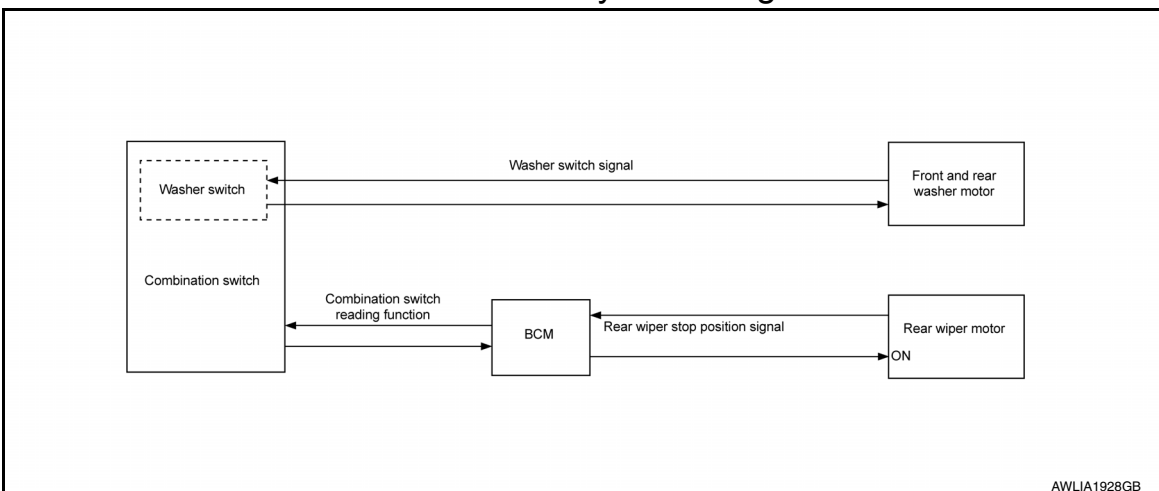 Washer switch signal
Washer switch
Front and rear
washer motor
Combination switch
Combination switch
reading function
BCM
Rear wiper stop position signal
Rear wiper motor
ON
AWLIA1928GB